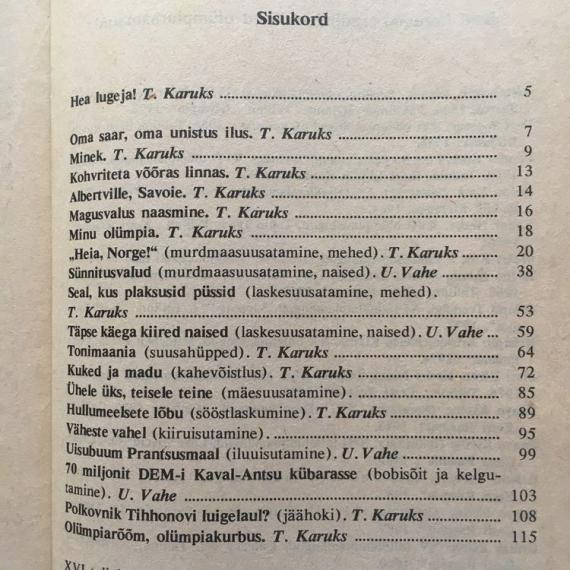 Sisukord
Hea lugeja! T. Karuks ........ 5
Oma saar, oma unistus ilus. T. Karuks ........ 7
Minek. T. Karuks ........ 9
Kohvriteta võõras linnas. T. Karuks ........ 13
Albertville, Savoie. T. Karuks ........ 14
Magusvalus naasmine. T. Karuks ........ 16
Minu olümpia. T. Karuks ........ 18
„Heia, Norge!“ (murdmaasuusatamine, mehed). T. Karuks ........ 20
Sünnitusvalud (murdmaasuusatamine, naised). U. Vahe ........ 38
Seal, kus plaksusid püssid (laskesuusatamine, mehed).
T. Karuks ........ 53
Täpse käega kiired naised (laskesuusatamine, naised). U. Vahe ... 59
Tonimaania (suusahüpped). T. Karuks ........ 64
Kuked ja madu (kahevõistlus). T. Karuks ........ 72
Ühele üks, teisele teine (mäesuusatamine). ........ 85
Hullumeelsete lõbu (sööstlaskumine). T. Karuks ........ 89
Väheste vahel (kiiruisutamine). ........ 95
Uisubuum Prantsusmaal (iluuisutamine). U. Vahe ........ 99
70 miljonit DEM-i Kaval-Antsu kübarasse (bobisõit ja kelgu-
tamine). U. Vahe ........ 103
Polkovnik Tihhonovi luigelaul? (jäähoki). T. Karuks ........ 108
Olümpiarõõm, olümpiakurbus. T. Karuks ........ 115
XVI